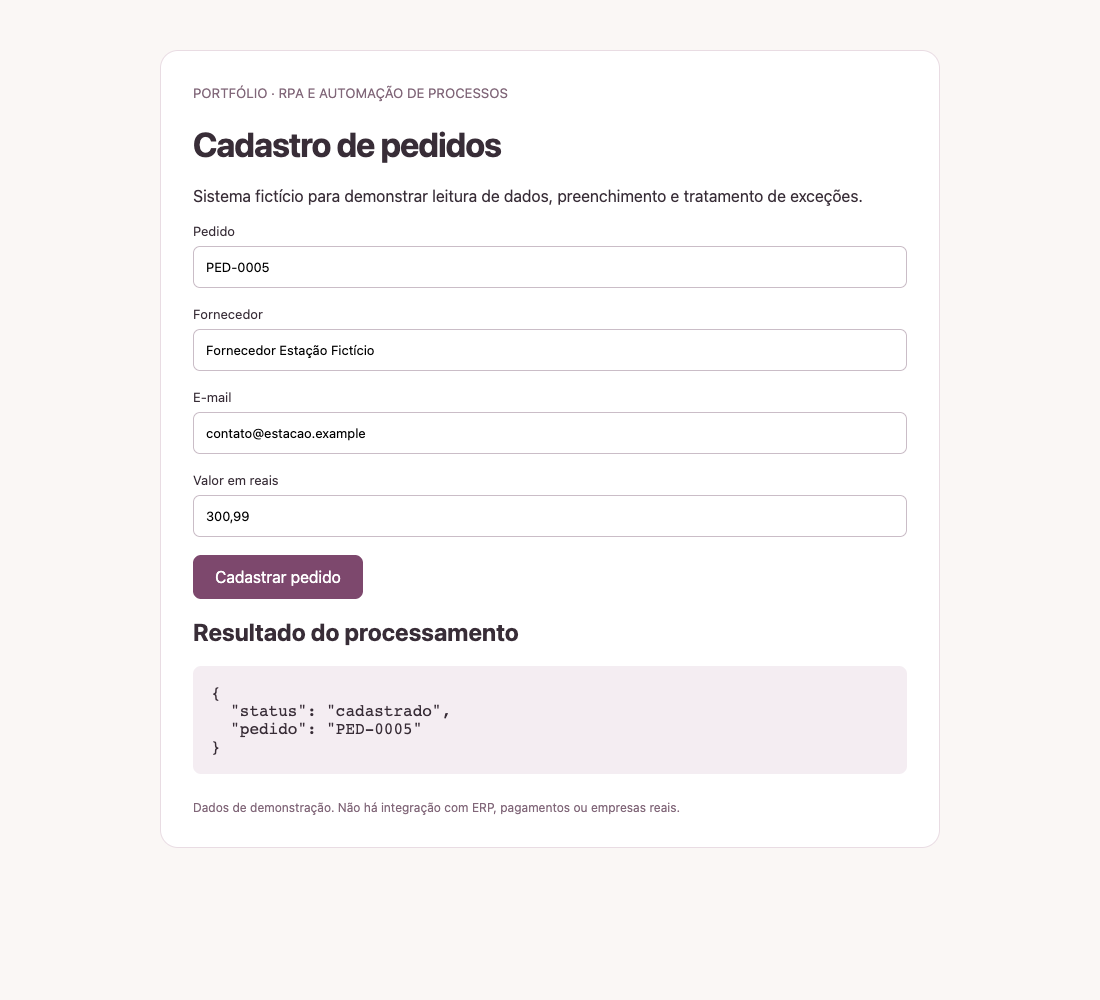 PORTFÓLIO · RPA E AUTOMAÇÃO DE PROCESSOS
Cadastro de pedidos
Sistema fictício para demonstrar leitura de dados, preenchimento e tratamento de exceções.
Pedido
PED-0005
Fornecedor
Fornecedor Estação Fictício
E-mail
contato@estacao.example
Valor em reais
300,99
Cadastrar pedido
Resultado do processamento
{
  "status": "cadastrado",
  "pedido": "PED-0005"
}
Dados de demonstração. Não há integração com ERP, pagamentos ou empresas reais.